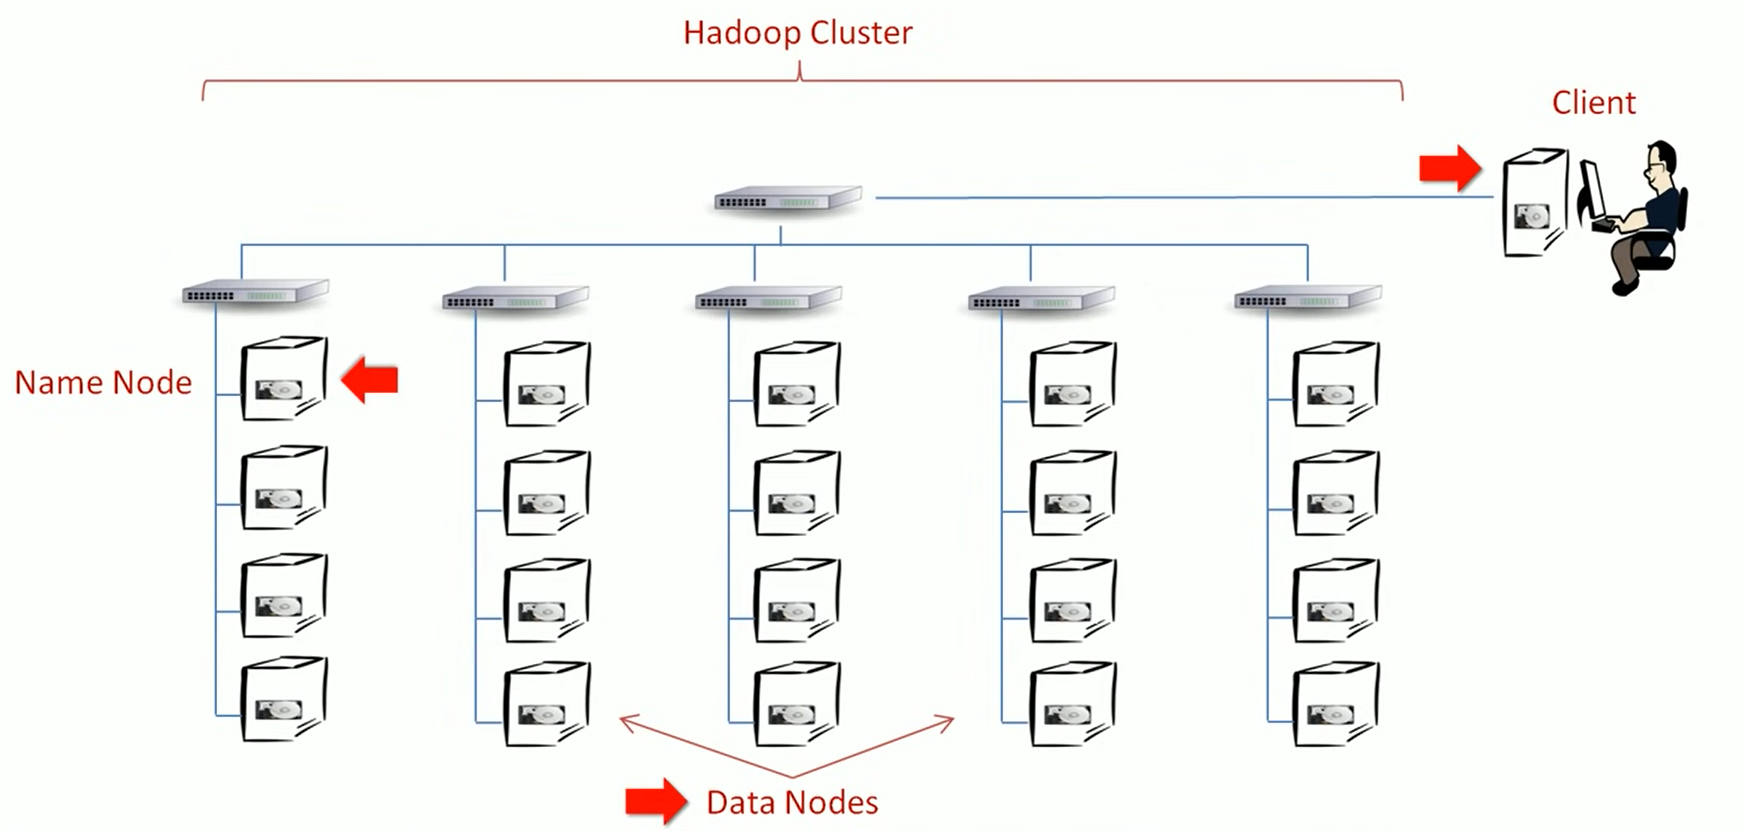 Hadoop Cluster
Client
Name Node
Data Nodes